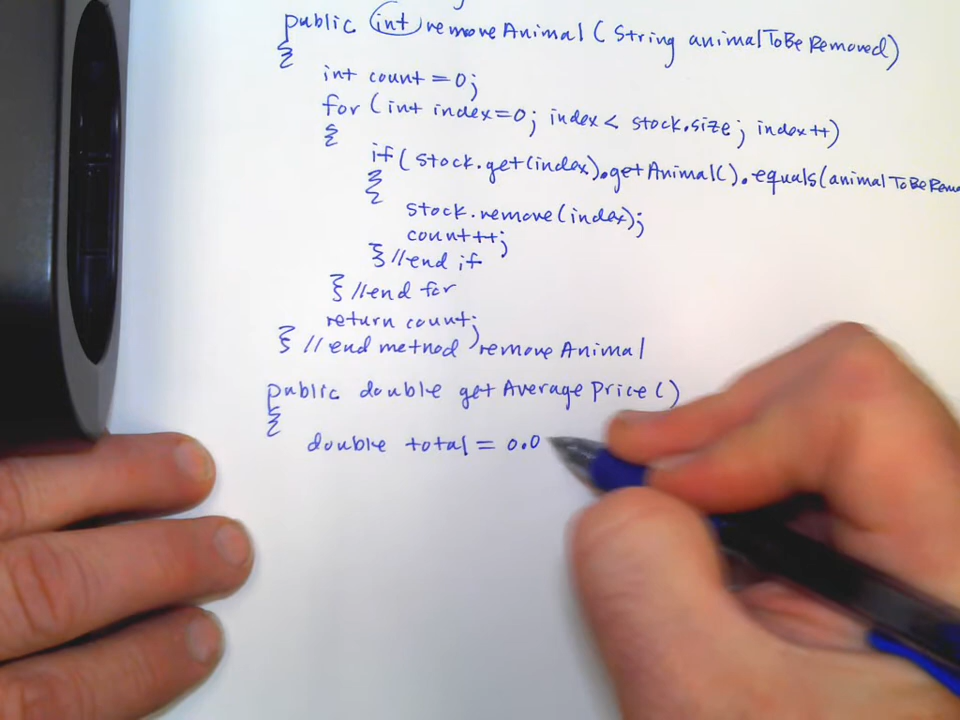 public int removeAnimal (String animalToBeRemoved)
{
int count = 0;
for (int index=0; index < stock.size; index++)
{
if (stock.get(index).getAnimal().equals(animalToBeRemo
{
stock.remove(index);
count++;
} //end if
} //end for
return count;
} //end method removeAnimal
public double getAveragePrice()
{
double total = 0.0